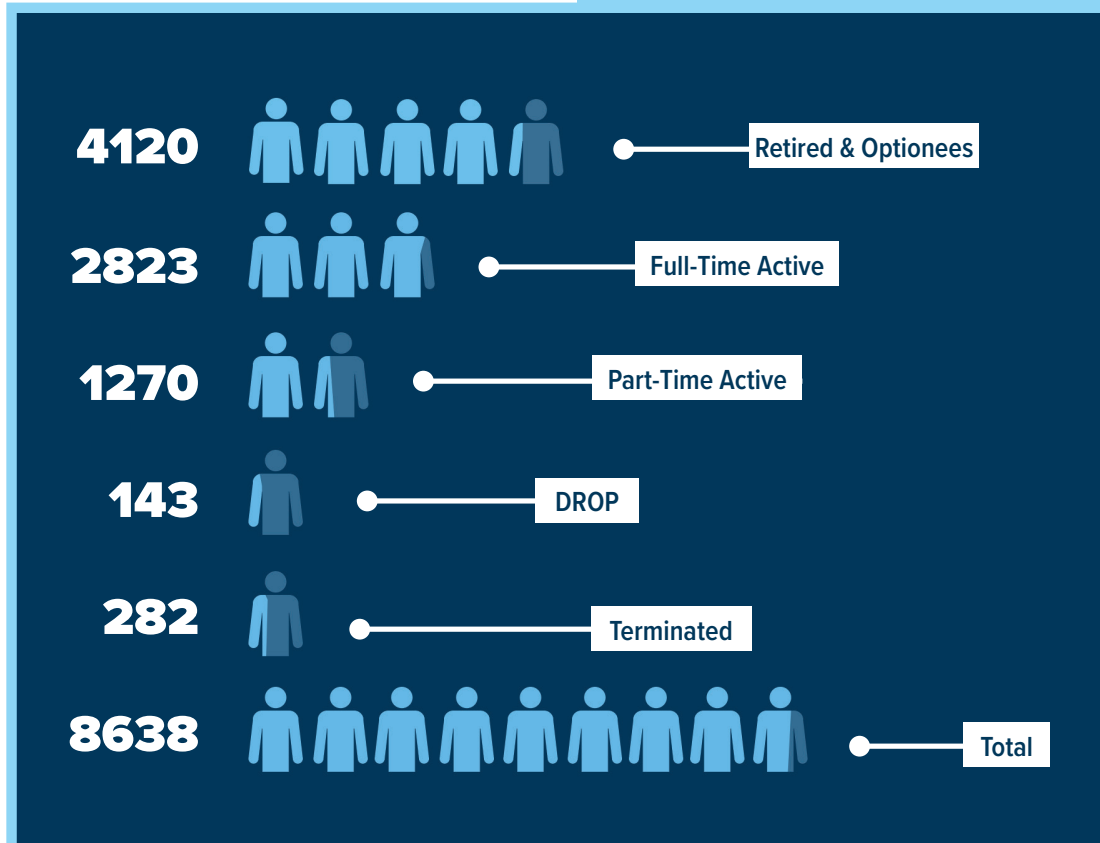 4120 Retired & Optionees
2823 Full-Time Active
1270 Part-Time Active
143 DROP
282 Terminated
8638 Total